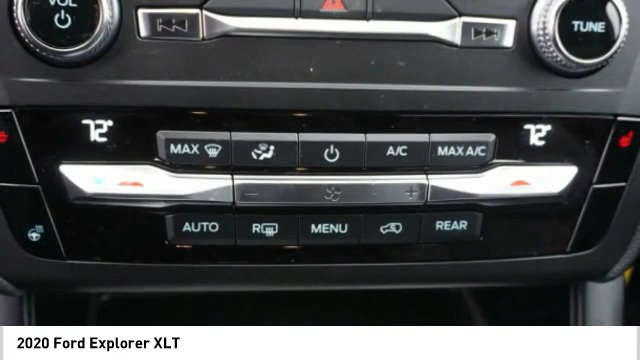 VOL
TUNE
72°
72°
MAX
A/C
MAX A/C
AUTO
R
MENU
REAR
2020 Ford Explorer XLT